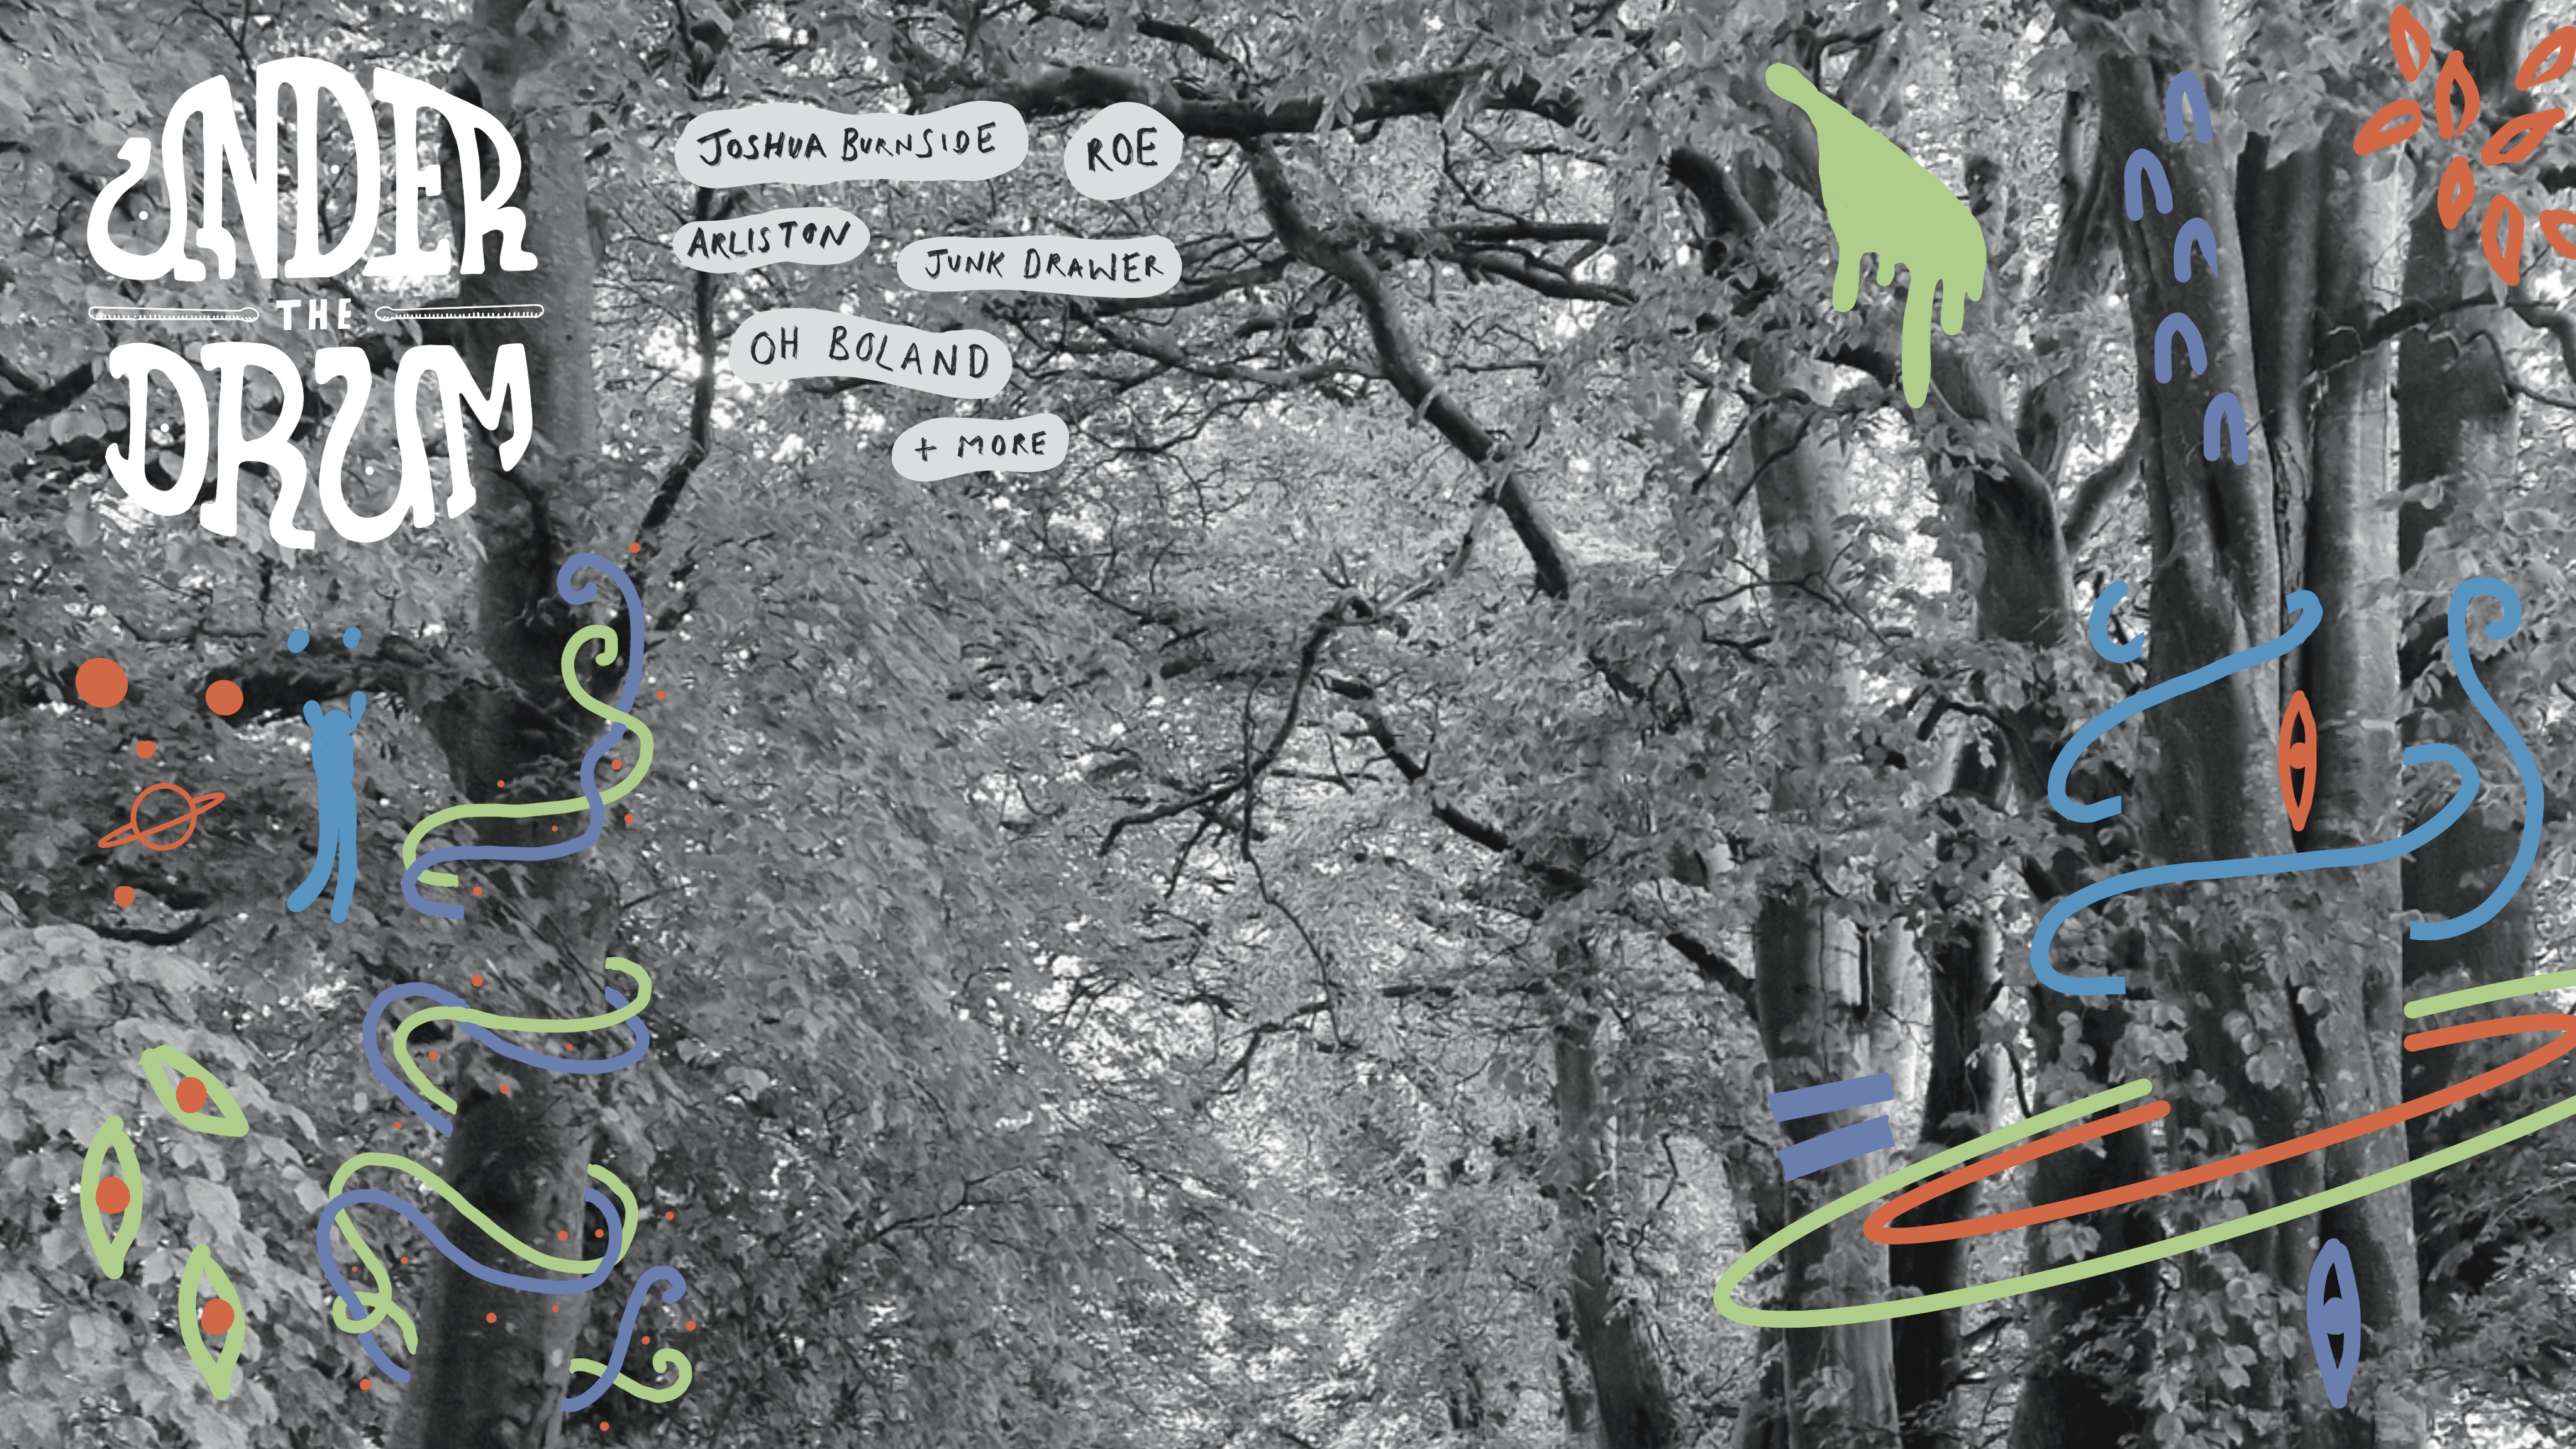 UNDER
THE
DRUM
JOSHUA BURNSIDE
ROE
ARLISTON
JUNK DRAWER
OH BOLAND
+ MORE